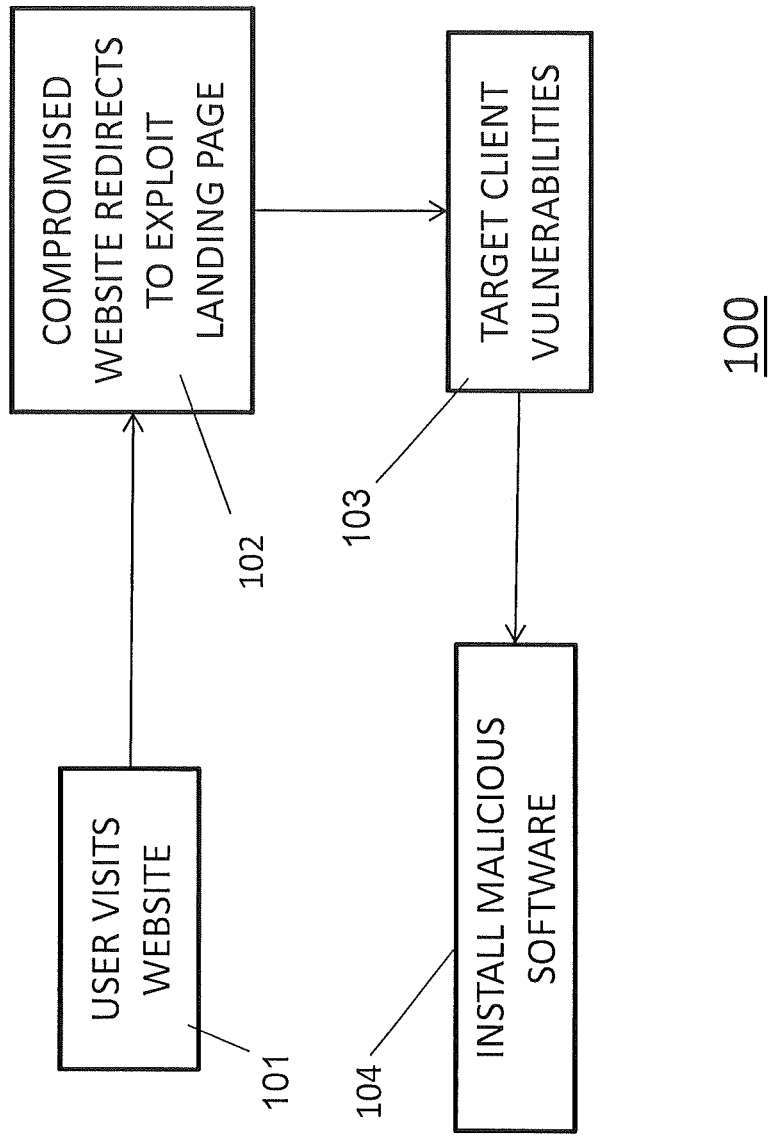 USER VISITS
WEBSITE
101
COMPROMISED
WEBSITE REDIRECTS
TO EXPLOIT
LANDING PAGE
102
TARGET CLIENT
VULNERABILITIES
103
INSTALL MALICIOUS
SOFTWARE
104
100